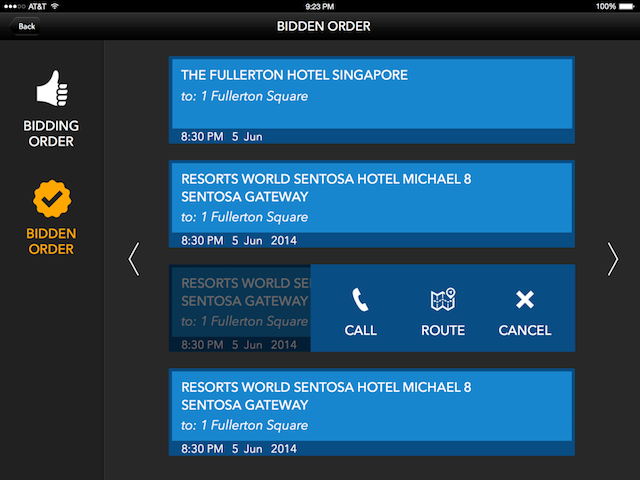 AT&T 9:23 PM 100%
Back BIDDEN ORDER
BIDDING
ORDER
BIDDEN
ORDER
THE FULLERTON HOTEL SINGAPORE
to: 1 Fullerton Square
8:30 PM 5 Jun
RESORTS WORLD SENTOSA HOTEL MICHAEL 8
SENTOSA GATEWAY
to: 1 Fullerton Square
8:30 PM 5 Jun 2014
RESORTS WORLD
SENTOSA GATEWAY
to: 1 Fullerton Square
8:30 PM 5 Jun 2014
CALL ROUTE CANCEL
RESORTS WORLD SENTOSA HOTEL MICHAEL 8
SENTOSA GATEWAY
to: 1 Fullerton Square
8:30 PM 5 Jun 2014